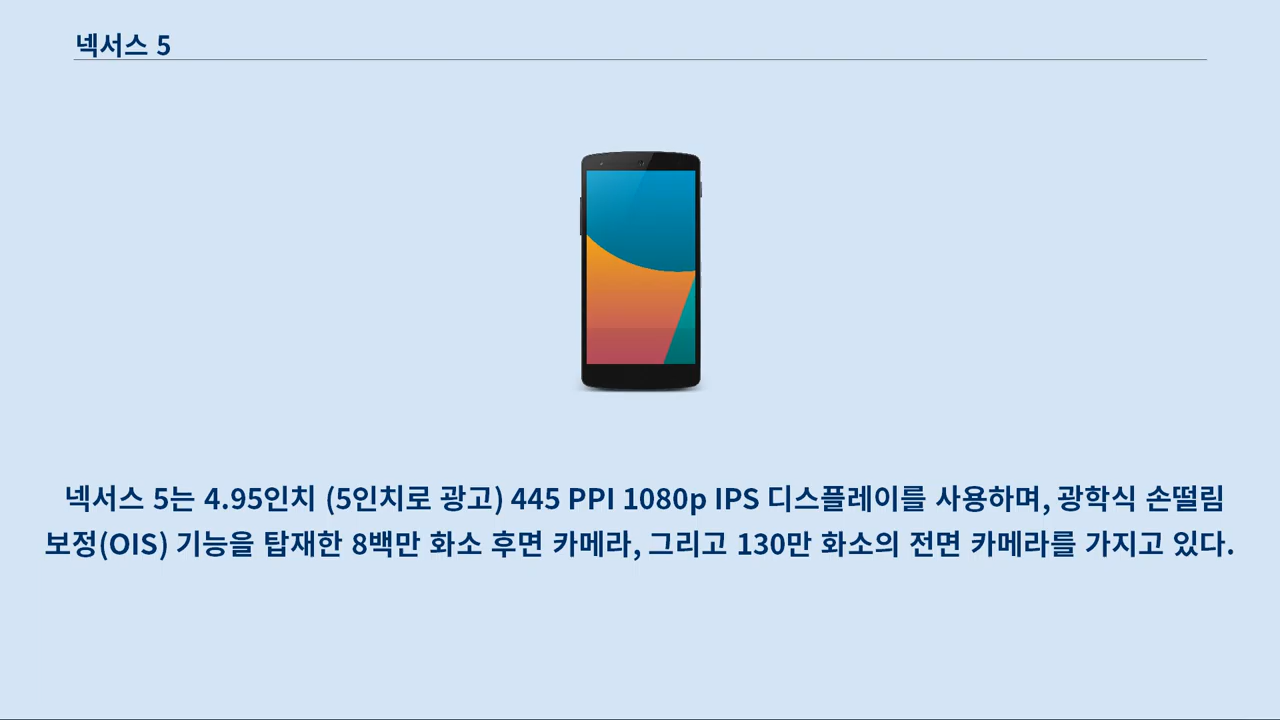 넥서스 5
넥서스 5는 4.95인치 (5인치로 광고) 445 PPI 1080p IPS 디스플레이를 사용하며, 광학식 손떨림
보정(OIS) 기능을 탑재한 8백만 화소 후면 카메라, 그리고 130만 화소의 전면 카메라를 가지고 있다.